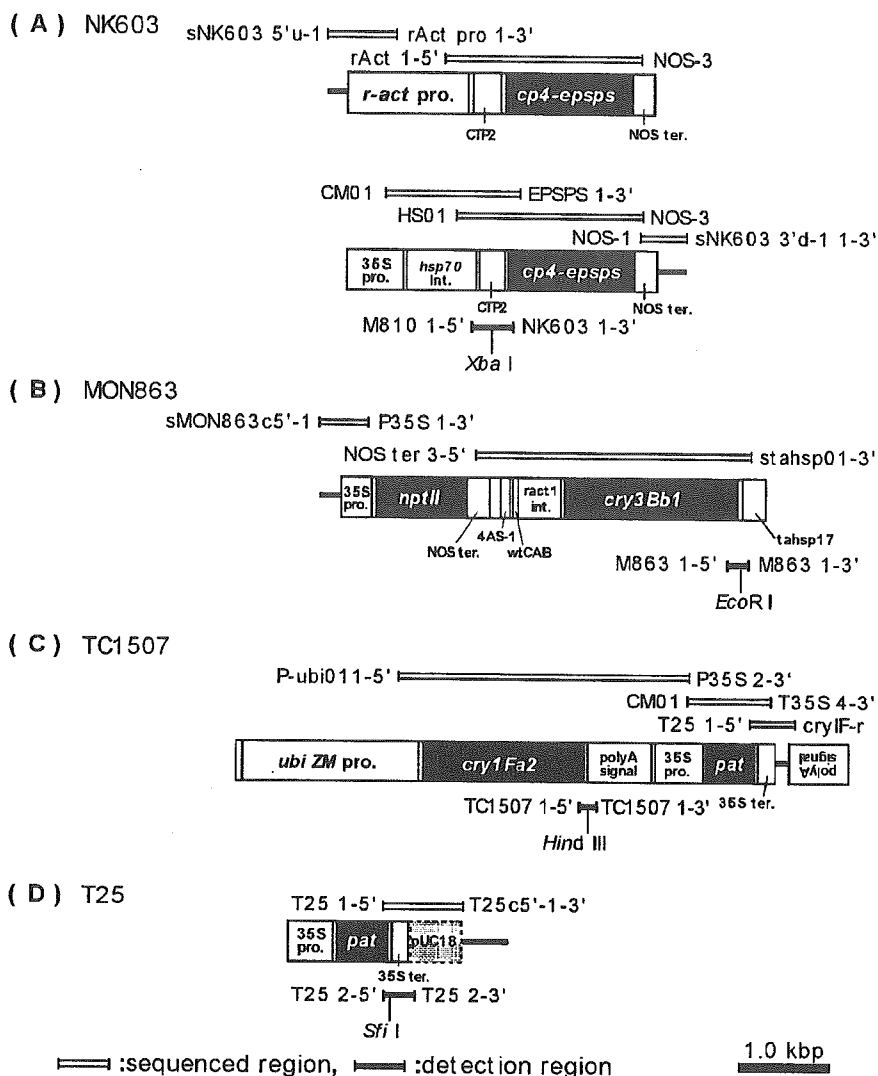 ( A ) NK603
sNK603 5'u-1 rAct pro 1-3'
rAct 1-5' NOS-3
r-act pro. cp4-epsps
CTP2 NOS ter.
CM01 EPSPS 1-3'
HS01 NOS-3
NOS-1 sNK603 3'd-1 1-3'
35S pro. hsp70 Int. cp4-epsps
CTP2 NOS ter.
M810 1-5' NK603 1-3'
Xba I
( B ) MON863
sMON863c5'-1 P35S 1-3'
NOS ter 3-5' stahsp01-3'
35S pro. nptII ract1 int. cry3Bb1
NOS ter. 4AS-1 wtCAB tahsp17
M863 1-5' M863 1-3'
EcoR I
( C ) TC1507
P-ubi011-5' P35S 2-3'
CM01 T35S 4-3'
T25 1-5' cryIF-r
ubi ZM pro. cry1Fa2 polyA signal 35S pro. pat polyA signal
TC1507 1-5' TC1507 1-3' 35S ter.
Hind III
( D ) T25
T25 1-5' T25c5'-1-3'
35S pro. pat pUC18
35S ter.
T25 2-5' T25 2-3'
Sfi I
:sequenced region, :detection region 1.0 kbp